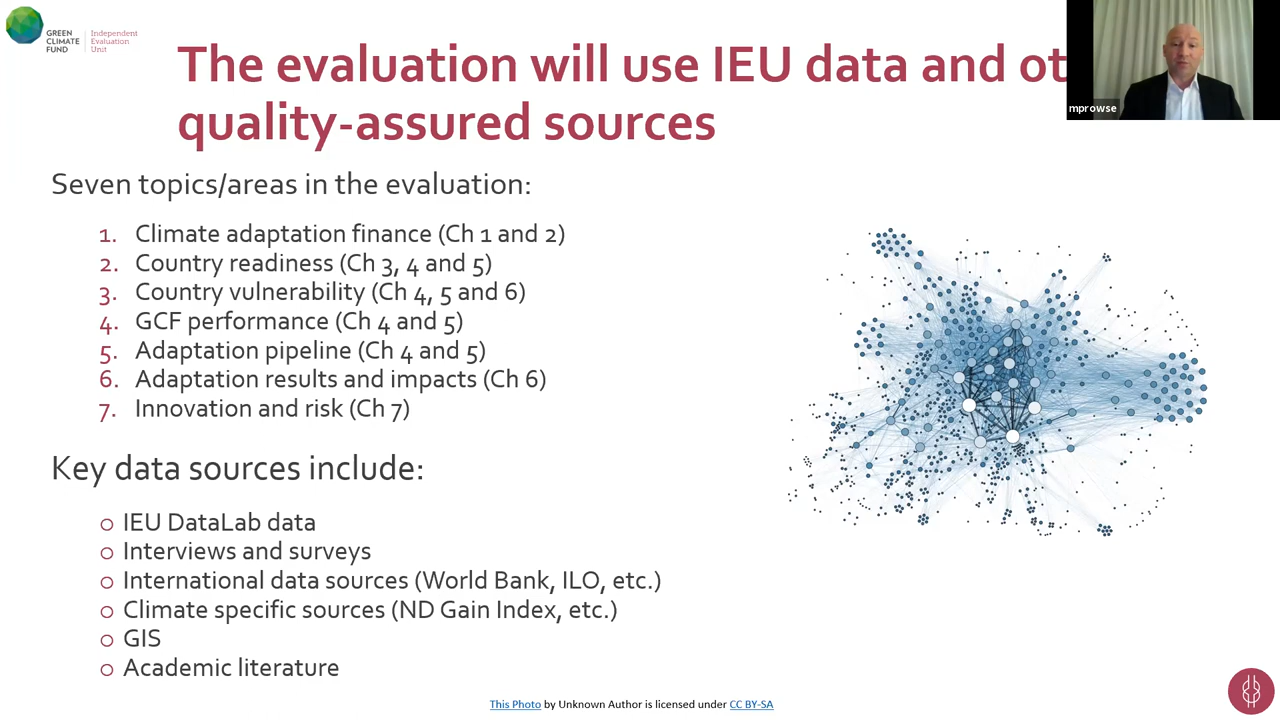 GREEN
CLIMATE
FUND
Independent
Evaluation
Unit
The evaluation will use IEU data and ot
quality-assured sources
mprowse
Seven topics/areas in the evaluation:
1. Climate adaptation finance (Ch 1 and 2)
2. Country readiness (Ch 3, 4 and 5)
3. Country vulnerability (Ch 4, 5 and 6)
4. GCF performance (Ch 4 and 5)
5. Adaptation pipeline (Ch 4 and 5)
6. Adaptation results and impacts (Ch 6)
7. Innovation and risk (Ch 7)
Key data sources include:
o IEU DataLab data
o Interviews and surveys
o International data sources (World Bank, ILO, etc.)
o Climate specific sources (ND Gain Index, etc.)
o GIS
o Academic literature
This Photo by Unknown Author is licensed under CC BY-SA